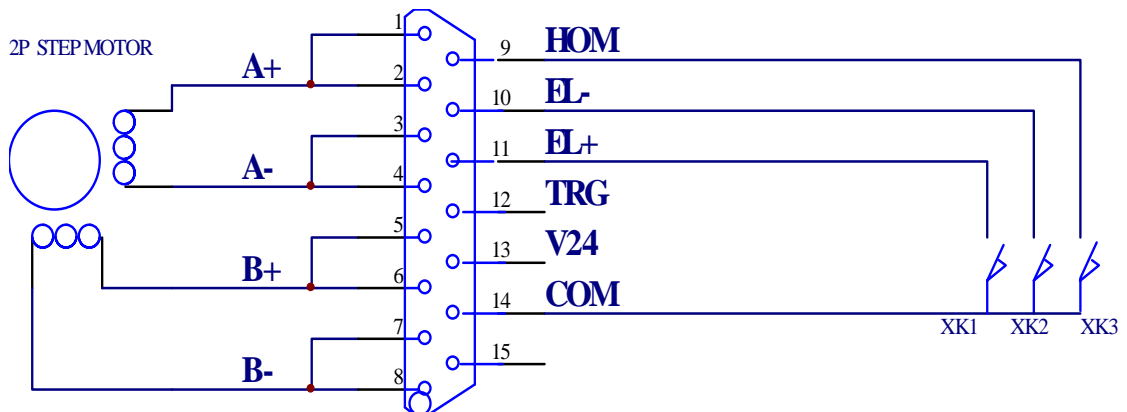 2P STEP MOTOR
A+
A-
B+
B-
1
2
3
4
5
6
7
8
9
10
11
12
13
14
15
HOM
EL-
EL+
TRG
V24
COM
XK1
XK2
XK3